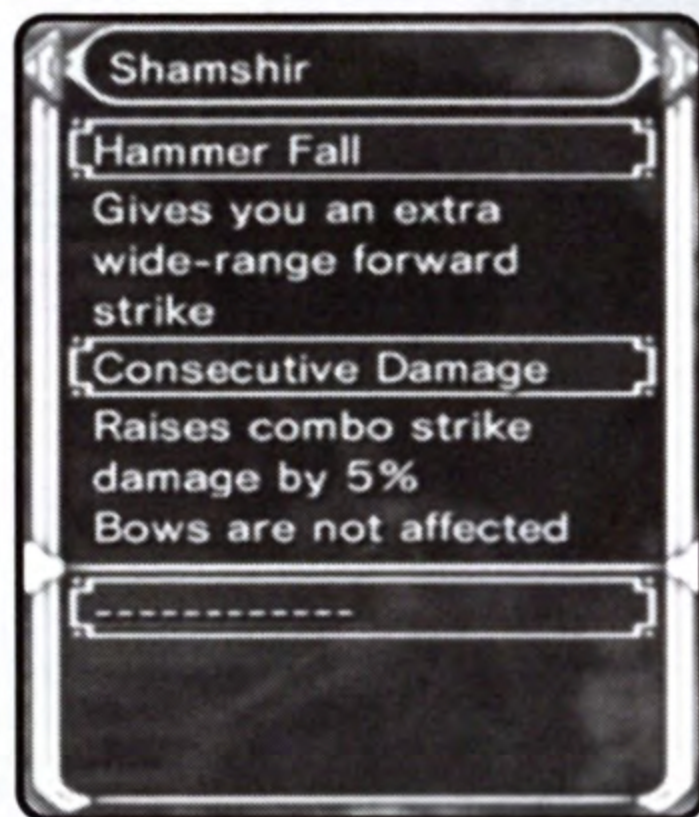 Shamshir
Hammer Fall
Gives you an extra
wide-range forward
strike
Consecutive Damage
Raises combo strike
damage by 5%
Bows are not affected
------------